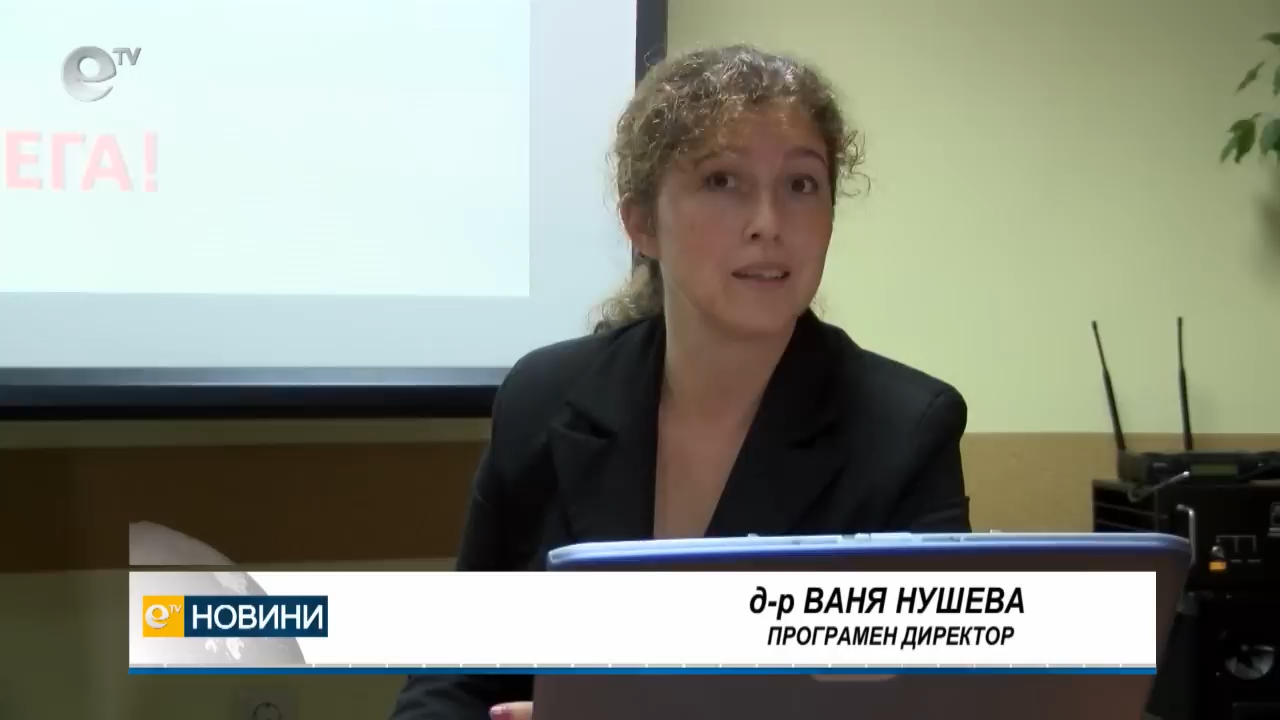 eTV
ЕГА!
д-р ВАНЯ НУШЕВА
ПРОГРАМЕН ДИРЕКТОР
eTV НОВИНИ